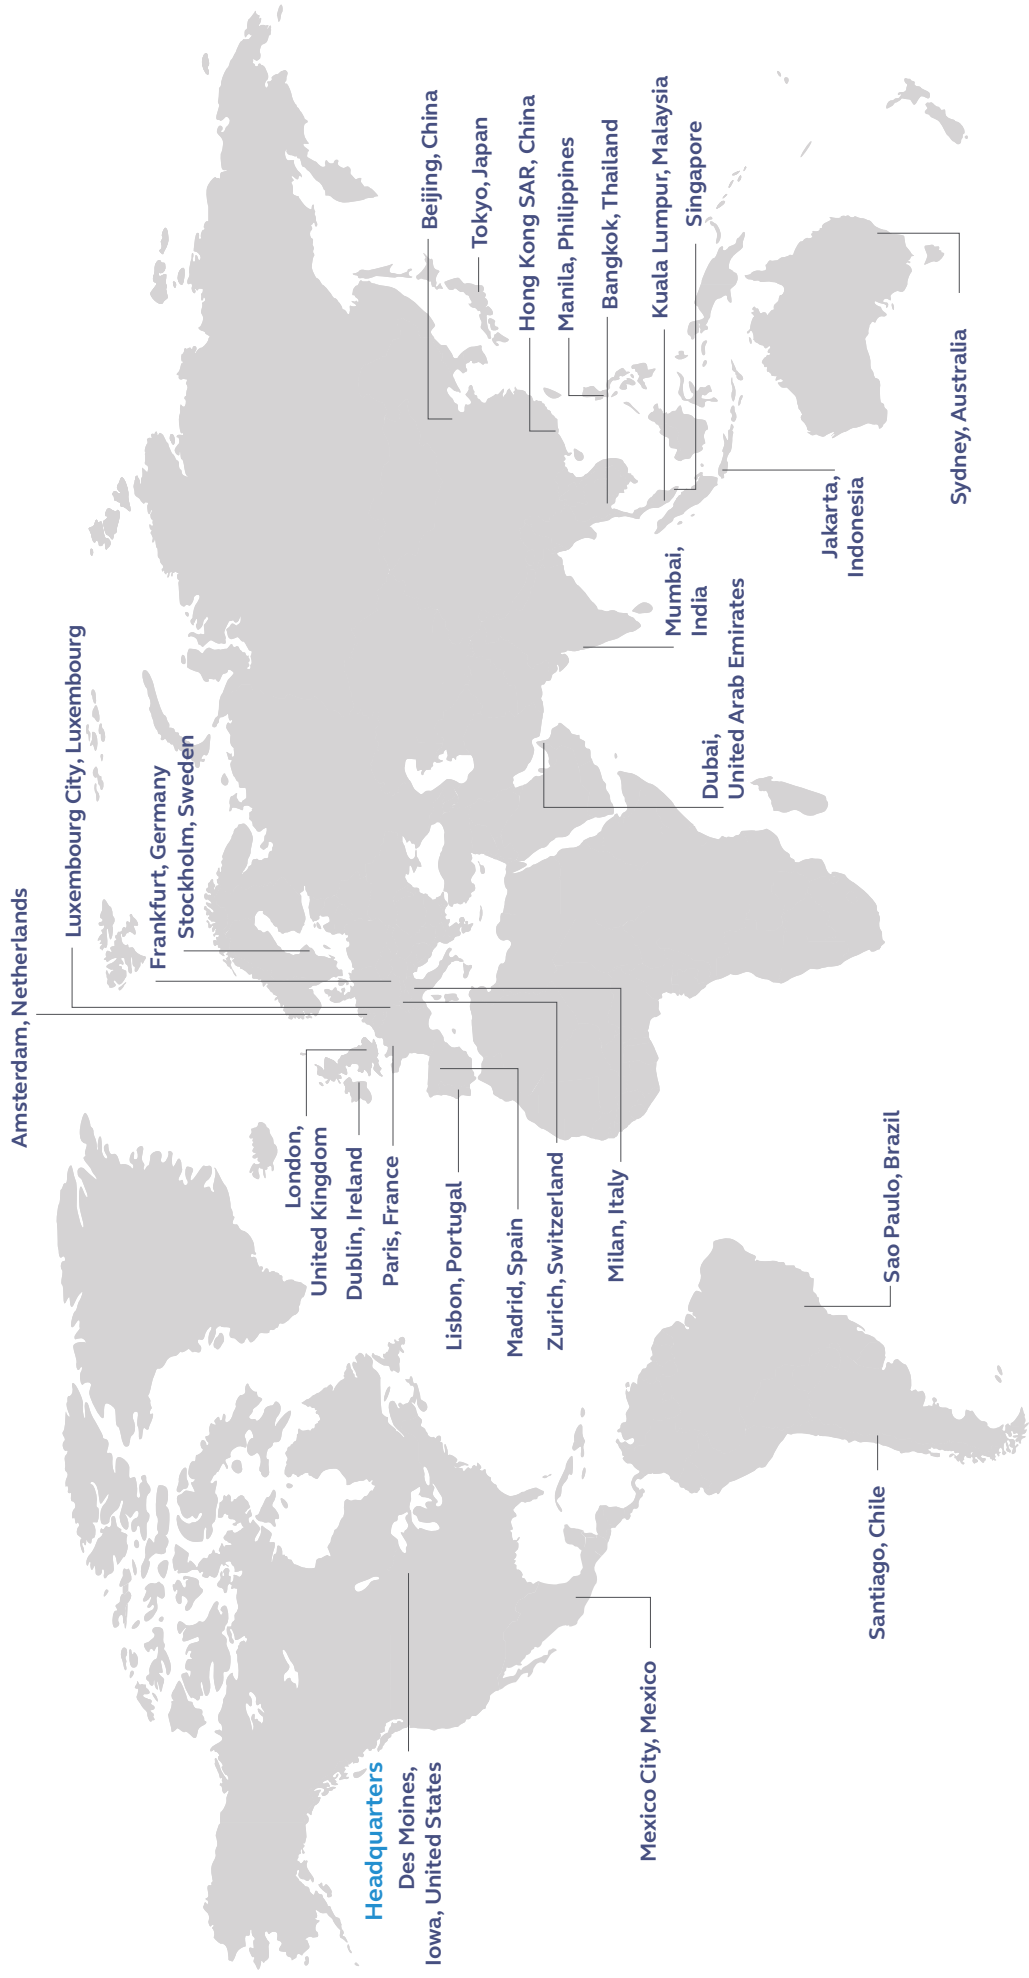 Amsterdam, Netherlands
Luxembourg City, Luxembourg
Frankfurt, Germany
Stockholm, Sweden
London,
United Kingdom
Dublin, Ireland
Paris, France
Lisbon, Portugal
Madrid, Spain
Zurich, Switzerland
Milan, Italy
Headquarters
Des Moines,
Iowa, United States
Mexico City, Mexico
Santiago, Chile
Sao Paulo, Brazil
Dubai,
United Arab Emirates
Mumbai,
India
Beijing, China
Tokyo, Japan
Hong Kong SAR, China
Manila, Philippines
Bangkok, Thailand
Kuala Lumpur, Malaysia
Singapore
Jakarta,
Indonesia
Sydney, Australia